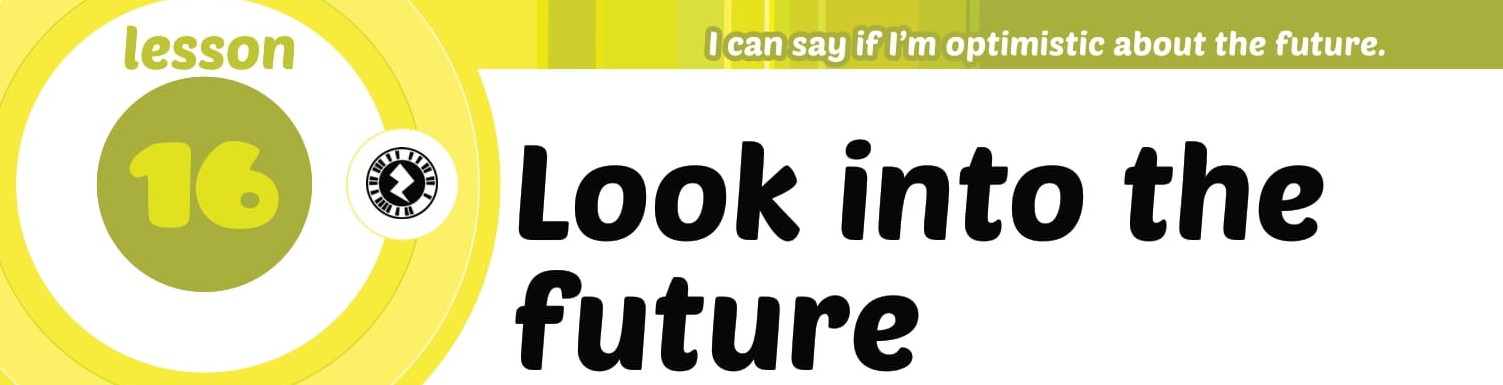 lesson
16
I can say if I'm optimistic about the future.
Look into the
future